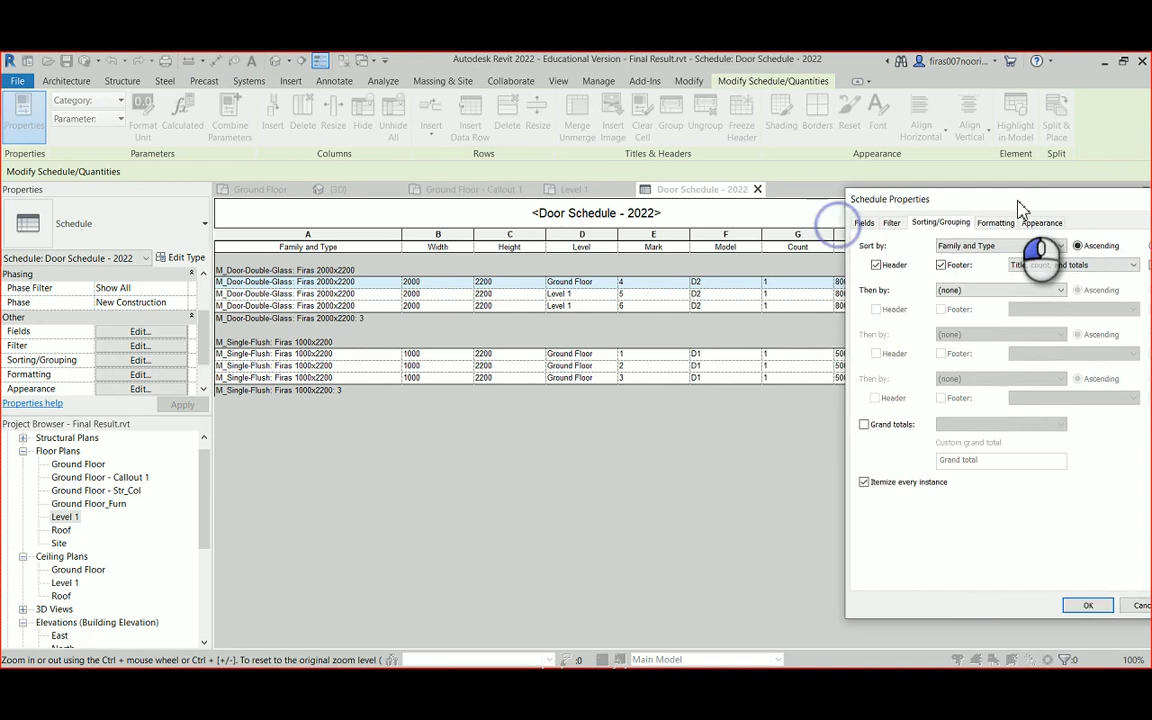 Autodesk Revit 2022 - Educational Version - Final Result.rvt - Schedule: Door Schedule - 2022
firas007noori...
File Architecture Structure Steel Precast Systems Insert Annotate Analyze Massing & Site Collaborate View Manage Add-Ins Modify Modify Schedule/Quantities
Properties Category: Parameter: Format Unit Calculated Combine Parameters Insert Delete Resize Hide Unhide All Insert Insert Data Row Delete Resize Merge Unmerge Insert Image Clear Cell Group Ungroup Freeze Header Shading Borders Reset Font Align Horizontal Align Vertical Highlight in Model Split & Place
Properties Parameters Columns Rows Titles & Headers Appearance Element Split
Modify Schedule/Quantities
Properties
Ground Floor {3D} Ground Floor - Callout 1 Level 1 Door Schedule - 2022
Schedule
Schedule: Door Schedule - 2022 Edit Type
Phasing
Phase Filter Show All
Phase New Construction
Other
Fields Edit...
Filter Edit...
Sorting/Grouping Edit...
Formatting Edit...
Appearance Edit...
Properties help Apply
Project Browser - Final Result.rvt
Structural Plans
Floor Plans
Ground Floor
Ground Floor - Callout 1
Ground Floor - Str_Col
Ground Floor_Furn
Level 1
Roof
Site
Ceiling Plans
Ground Floor
Level 1
Roof
3D Views
Elevations (Building Elevation)
East
<Door Schedule - 2022>
A B C D E F G
Family and Type Width Height Level Mark Model Count
M_Door-Double-Glass: Firas 2000x2200
M_Door-Double-Glass: Firas 2000x2200 2000 2200 Ground Floor 4 D2 1
M_Door-Double-Glass: Firas 2000x2200 2000 2200 Level 1 5 D2 1
M_Door-Double-Glass: Firas 2000x2200 2000 2200 Level 1 6 D2 1
M_Door-Double-Glass: Firas 2000x2200: 3
M_Single-Flush: Firas 1000x2200
M_Single-Flush: Firas 1000x2200 1000 2200 Ground Floor 1 D1 1
M_Single-Flush: Firas 1000x2200 1000 2200 Ground Floor 2 D1 1
M_Single-Flush: Firas 1000x2200 1000 2200 Ground Floor 3 D1 1
M_Single-Flush: Firas 1000x2200: 3
Schedule Properties
Fields Filter Sorting/Grouping Formatting Appearance
Sort by: Family and Type Ascending
Header Footer: Title, count, and totals
Then by: (none) Ascending
Header Footer:
Then by: (none) Ascending
Header Footer:
Then by: (none) Ascending
Header Footer:
Grand totals:
Custom grand total
Grand total
Itemize every instance
OK
Zoom in or out using the Ctrl + mouse wheel or Ctrl + [+/-]. To reset to the original zoom level ( :0 Main Model :0 100%